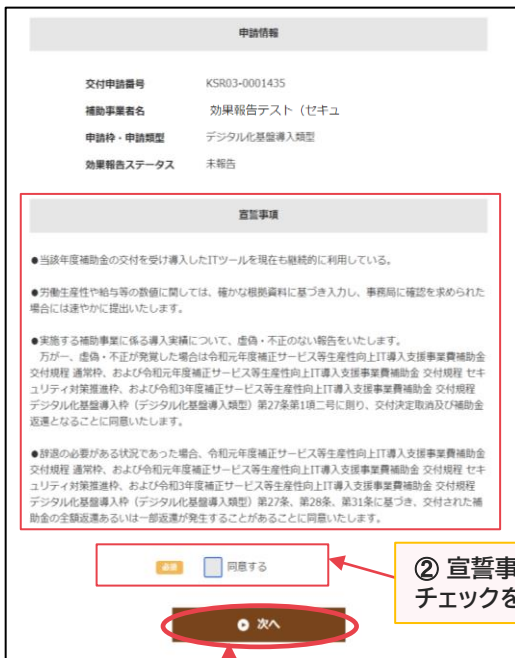 申請情報
交付申請番号 KSR03-0001435
補助事業者名 効果報告テスト（セキュ
申請枠・申請類型 デジタル化基盤導入類型
効果報告ステータス 未報告
宣誓事項
●当該年度補助金の交付を受け導入したITツールを現在も継続的に利用している。
●労働生産性や給与等の数値に関しては、確かな根拠資料に基づき入力し、事務局に確認を求められた
場合には速やかに提出いたします。
●実施する補助事業に係る導入実績について、虚偽・不正のない報告をいたします。
万が一、虚偽・不正が発覚した場合は令和元年度補正サービス等生産性向上IT導入支援事業費補助金
交付規程 通常枠、および令和元年度補正サービス等生産性向上IT導入支援事業費補助金 交付規程 セキ
ュリティ対策推進枠、および令和3年度補正サービス等生産性向上IT導入支援事業費補助金 交付規程
デジタル化基盤導入枠（デジタル化基盤導入類型）第27条第1項二号に則り、交付決定取消及び補助金
返還となることに同意いたします。
●辞退の必要がある状況であった場合、令和元年度補正サービス等生産性向上IT導入支援事業費補助金
交付規程 通常枠、および令和元年度補正サービス等生産性向上IT導入支援事業費補助金 交付規程 セキ
ュリティ対策推進枠、および令和3年度補正サービス等生産性向上IT導入支援事業費補助金 交付規程
デジタル化基盤導入枠（デジタル化基盤導入類型）第27条、第28条、第31条に基づき、交付された補
助金の全額返還あるいは一部返還が発生することがあることに同意いたします。
必須 同意する
② 宣誓事
チェックを
次へ